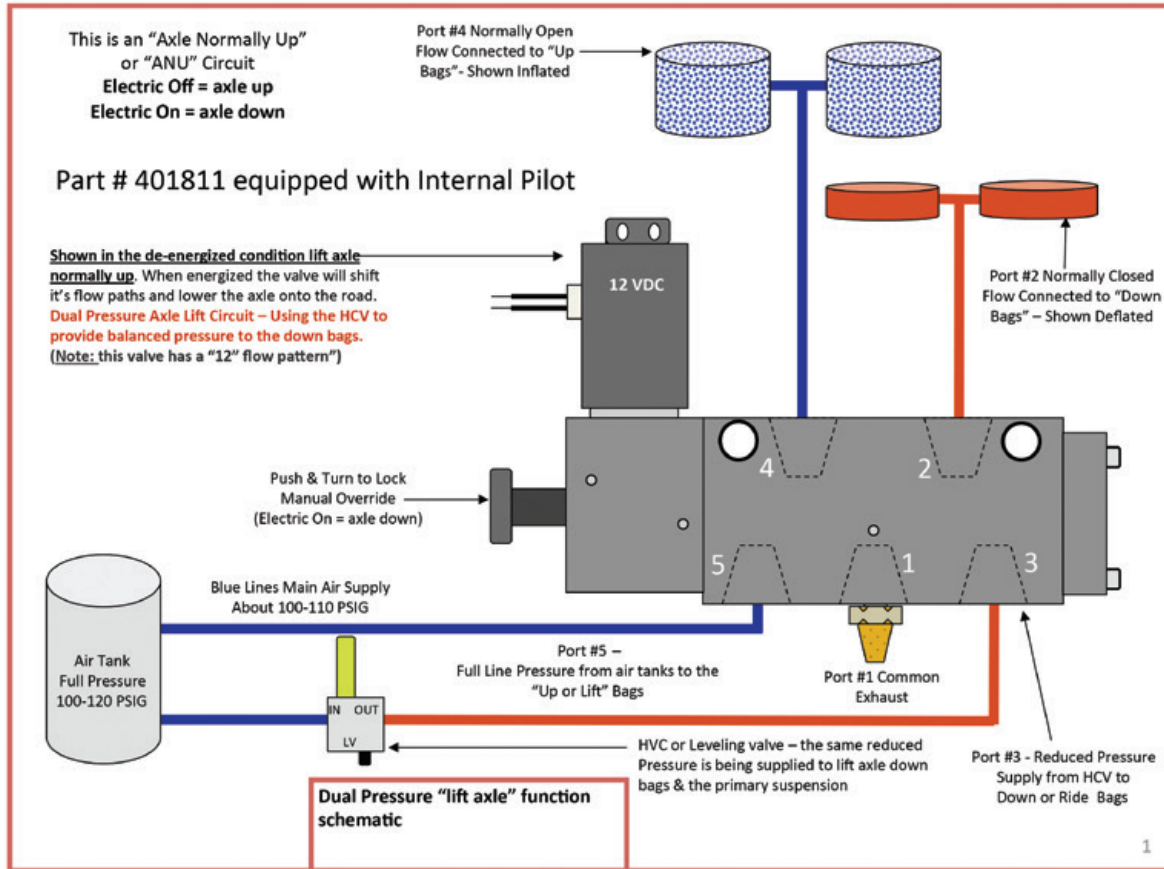 This is an “Axle Normally Up”
or “ANU” Circuit
Electric Off = axle up
Electric On = axle down
Port #4 Normally Open
Flow Connected to “Up
Bags”- Shown Inflated
Part # 401811 equipped with Internal Pilot
Shown in the de-energized condition lift axle
normally up. When energized the valve will shift
it’s flow paths and lower the axle onto the road.
Dual Pressure Axle Lift Circuit – Using the HCV to
provide balanced pressure to the down bags.
(Note: this valve has a “12” flow pattern”)
12 VDC
Port #2 Normally Closed
Flow Connected to “Down
Bags” – Shown Deflated
4
2
Push & Turn to Lock
Manual Override
(Electric On = axle down)
5
1
3
Blue Lines Main Air Supply
About 100-110 PSIG
Air Tank
Full Pressure
100-120 PSIG
Port #5 –
Full Line Pressure from air tanks to the
“Up or Lift” Bags
Port #1 Common
Exhaust
IN OUT
LV
HVC or Leveling valve – the same reduced
Pressure is being supplied to lift axle down
bags & the primary suspension
Port #3 - Reduced Pressure
Supply from HCV to
Down or Ride Bags
Dual Pressure “lift axle” function
schematic
1